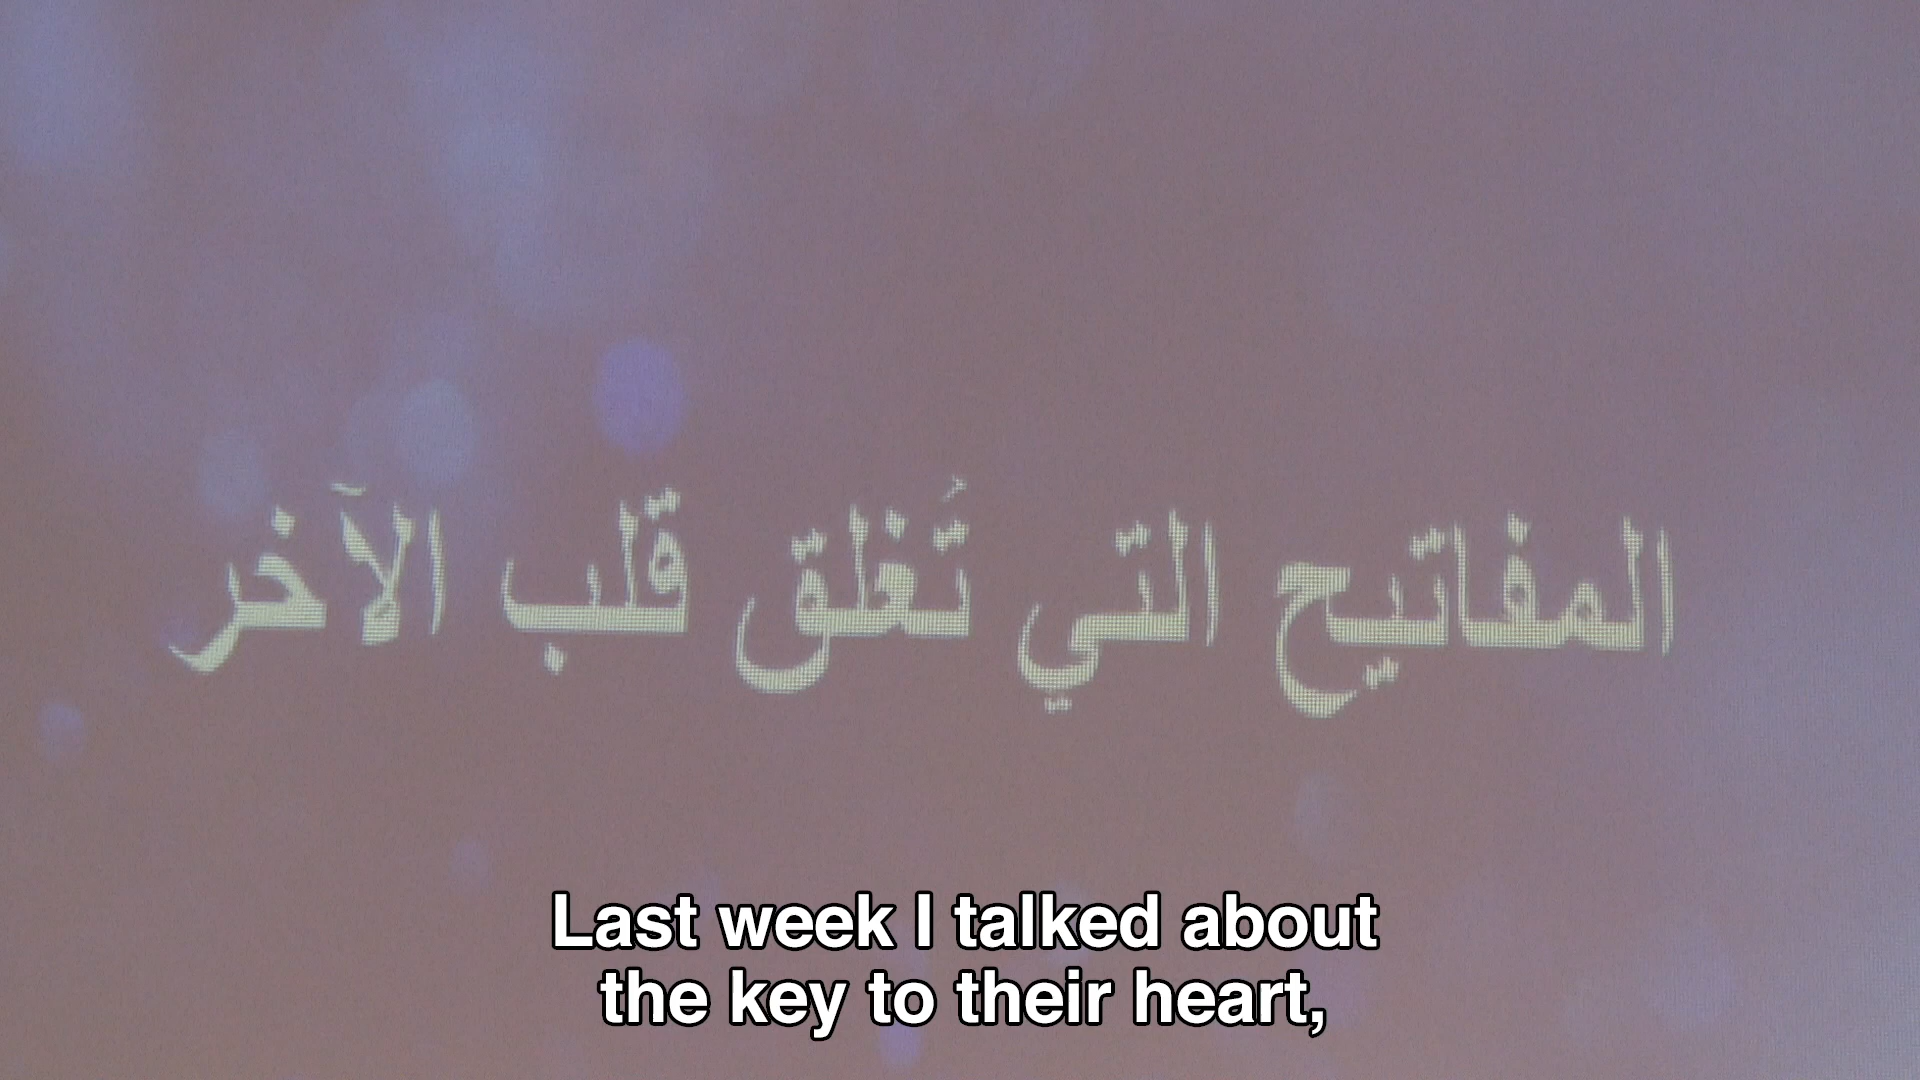 المفاتيح التي تُغلق قلب الآخر
Last week I talked about
the key to their heart,